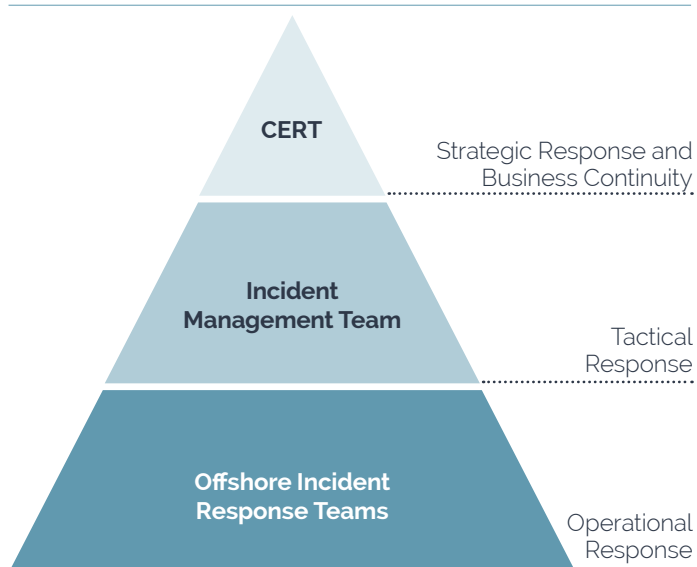 CERT
Strategic Response and
Business Continuity
Incident
Management Team
Tactical
Response
Offshore Incident
Response Teams
Operational
Response